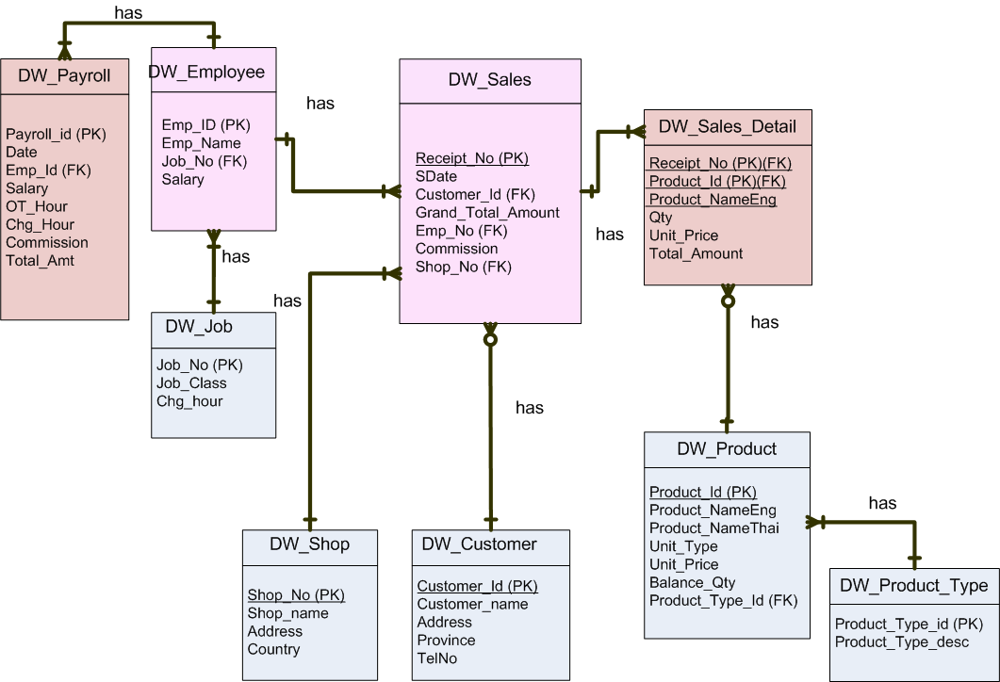 has
DW_Payroll
Payroll_id (PK)
Date
Emp_Id (FK)
Salary
OT_Hour
Chg_Hour
Commission
Total_Amt
DW_Employee
Emp_ID (PK)
Emp_Name
Job_No (FK)
Salary
has
DW_Sales
Receipt_No (PK)
SDate
Customer_Id (FK)
Grand_Total_Amount
Emp_No (FK)
Commission
Shop_No (FK)
has
DW_Sales_Detail
Receipt_No (PK)(FK)
Product_Id (PK)(FK)
Product_NameEng
Qty
Unit_Price
Total_Amount
has
DW_Job
Job_No (PK)
Job_Class
Chg_hour
has
has
has
DW_Shop
Shop_No (PK)
Shop_name
Address
Country
DW_Customer
Customer_Id (PK)
Customer_name
Address
Province
TelNo
DW_Product
Product_Id (PK)
Product_NameEng
Product_NameThai
Unit_Type
Unit_Price
Balance_Qty
Product_Type_Id (FK)
has
DW_Product_Type
Product_Type_id (PK)
Product_Type_desc